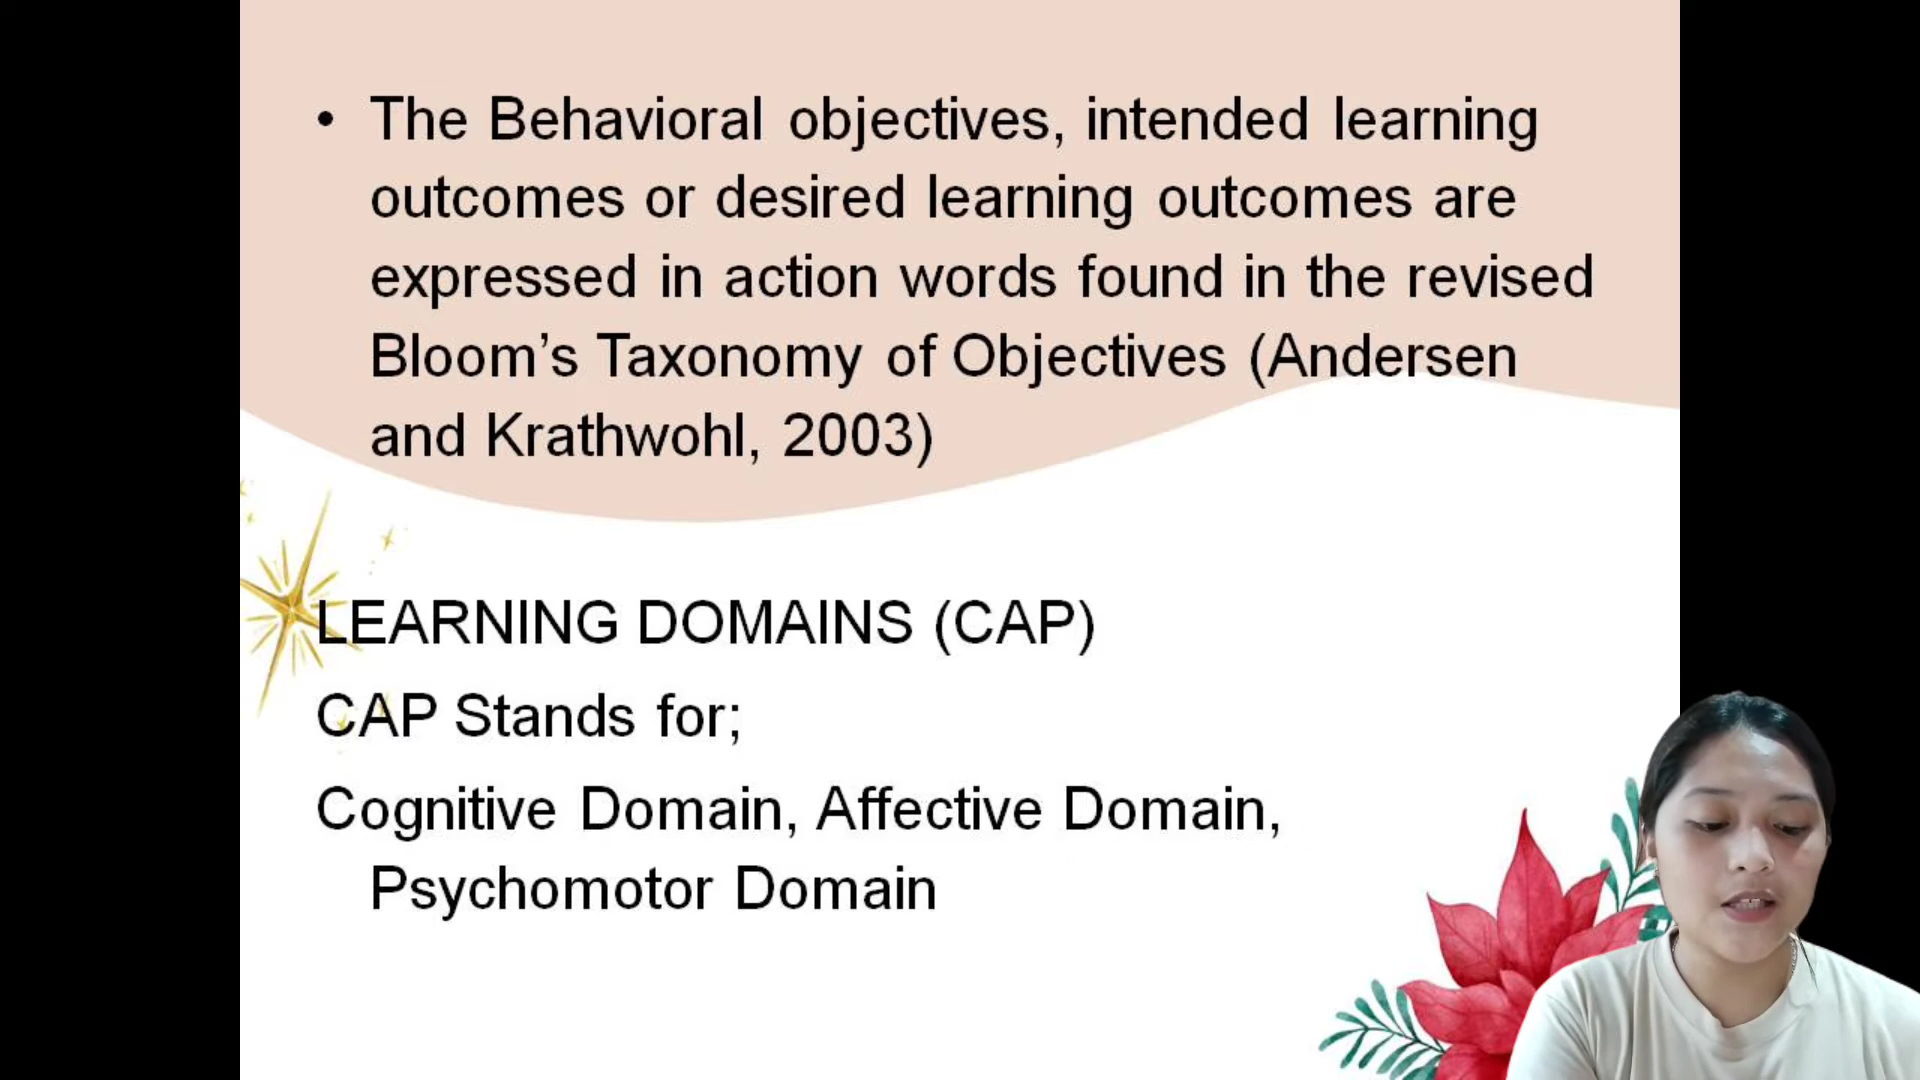 • The Behavioral objectives, intended learning
outcomes or desired learning outcomes are
expressed in action words found in the revised
Bloom’s Taxonomy of Objectives (Andersen
and Krathwohl, 2003)
LEARNING DOMAINS (CAP)
CAP Stands for;
Cognitive Domain, Affective Domain,
Psychomotor Domain